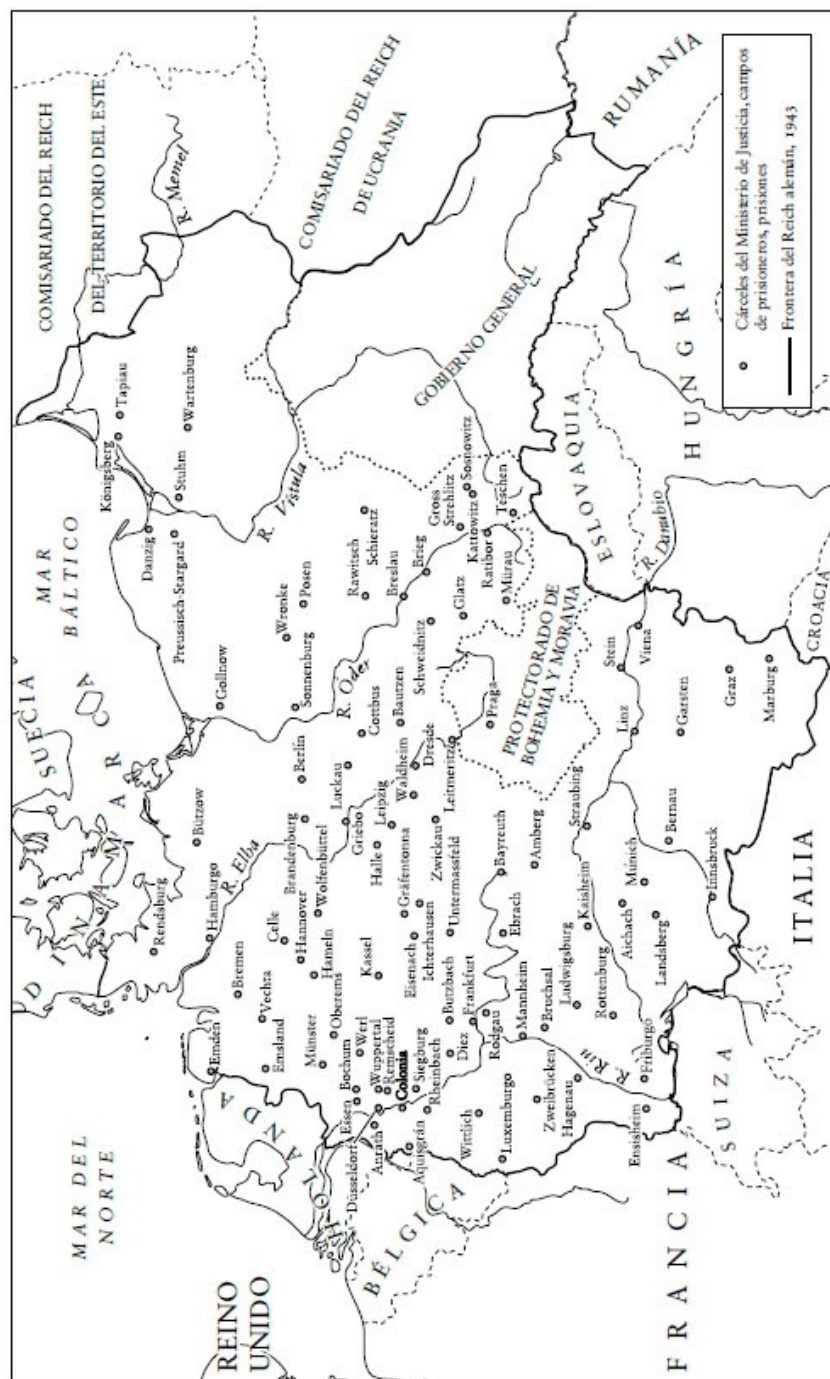 MAR DEL
NORTE
REINO
UNIDO
DINAMARCA
SUECIA
MAR
BÁLTICO
COMISARIADO DEL REICH
DEL TERRITORIO DEL ESTE
R. Memel
COMISARIADO DEL REICH
DE UCRANIA
RUMANÍA
HOLANDA
BÉLGICA
FRANCIA
SUIZA
ITALIA
CROACIA
HUNGRÍA
ESLOVAQUIA
GOBIERNO GENERAL
PROTECTORADO DE
BOHEMIA Y MORAVIA
R. Elba
R. Oder
R. Vístula
R. Rin
R. Danubio
Rendsburg
Hamburgo
Bützow
Gollnow
Danzig
Preussisch-Stargard
Königsberg
Tapiau
Stuhm
Wartenburg
Emden
Bremen
Vechta
Emsland
Celle
Hannover
Hameln
Wolfenbüttel
Brandenburg
Berlín
Sonnenburg
Wronke
Posen
Münster
Oberems
Bochum
Werl
Essen
Wuppertal
Remscheid
Düsseldorf
Anrath
Colonia
Aquisgrán
Siegburg
Rheinbach
Kassel
Halle
Griebo
Luckau
Leipzig
Cottbus
Rawitsch
Schieratz
Breslau
Brieg
Gräfentonna
Eisenach
Ichterhausen
Untermassfeld
Zwickau
Waldheim
Dresde
Bautzen
Leitmeritz
Schweidnitz
Glatz
Gross
Strehlitz
Sosnowitz
Kattowitz
Ratibor
Teschen
Mürau
Praga
Butzbach
Diez
Frankfurt
Rodgau
Wittlich
Luxemburgo
Mannheim
Bruchsal
Zweibrücken
Hagenau
Ludwigsburg
Rottenburg
Ensisheim
Friburgo
Ebrach
Bayreuth
Amberg
Straubing
Kaisheim
Aichach
Múnich
Landsberg
Bernau
Innsbruck
Linz
Stein
Viena
Garsten
Graz
Marburg
Cárceles del Ministerio de Justicia, campos
de prisioneros, prisiones
Frontera del Reich alemán, 1943